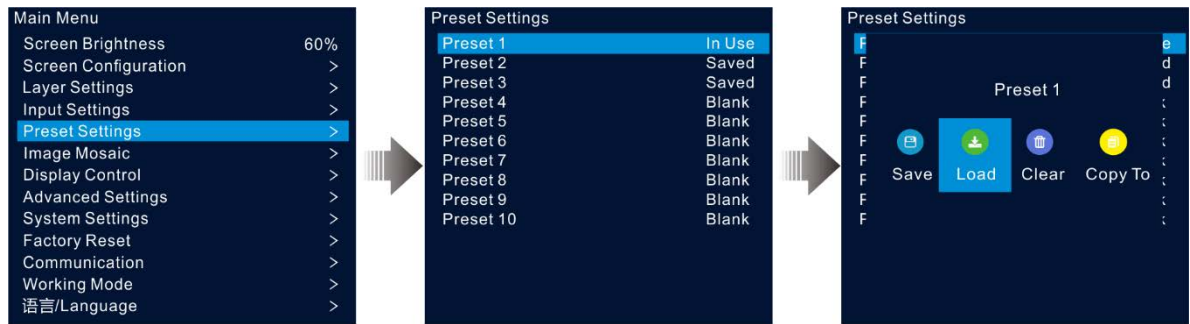 Main Menu
Screen Brightness 60%
Screen Configuration >
Layer Settings >
Input Settings >
Preset Settings >
Image Mosaic >
Display Control >
Advanced Settings >
System Settings >
Factory Reset >
Communication >
Working Mode >
语言/Language >
Preset Settings
Preset 1 In Use
Preset 2 Saved
Preset 3 Saved
Preset 4 Blank
Preset 5 Blank
Preset 6 Blank
Preset 7 Blank
Preset 8 Blank
Preset 9 Blank
Preset 10 Blank
Preset Settings
Preset 1
Save Load Clear Copy To